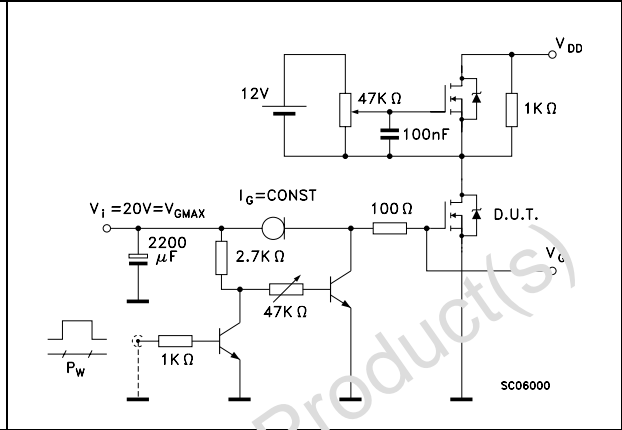 V_DD
12V
47K Ω
1K Ω
100nF
I_G=CONST
V_i =20V=V_GMAX
100 Ω
D.U.T.
2200
μF
2.7K Ω
V_G
47K Ω
1K Ω
P_W
SC06000
Product(s)